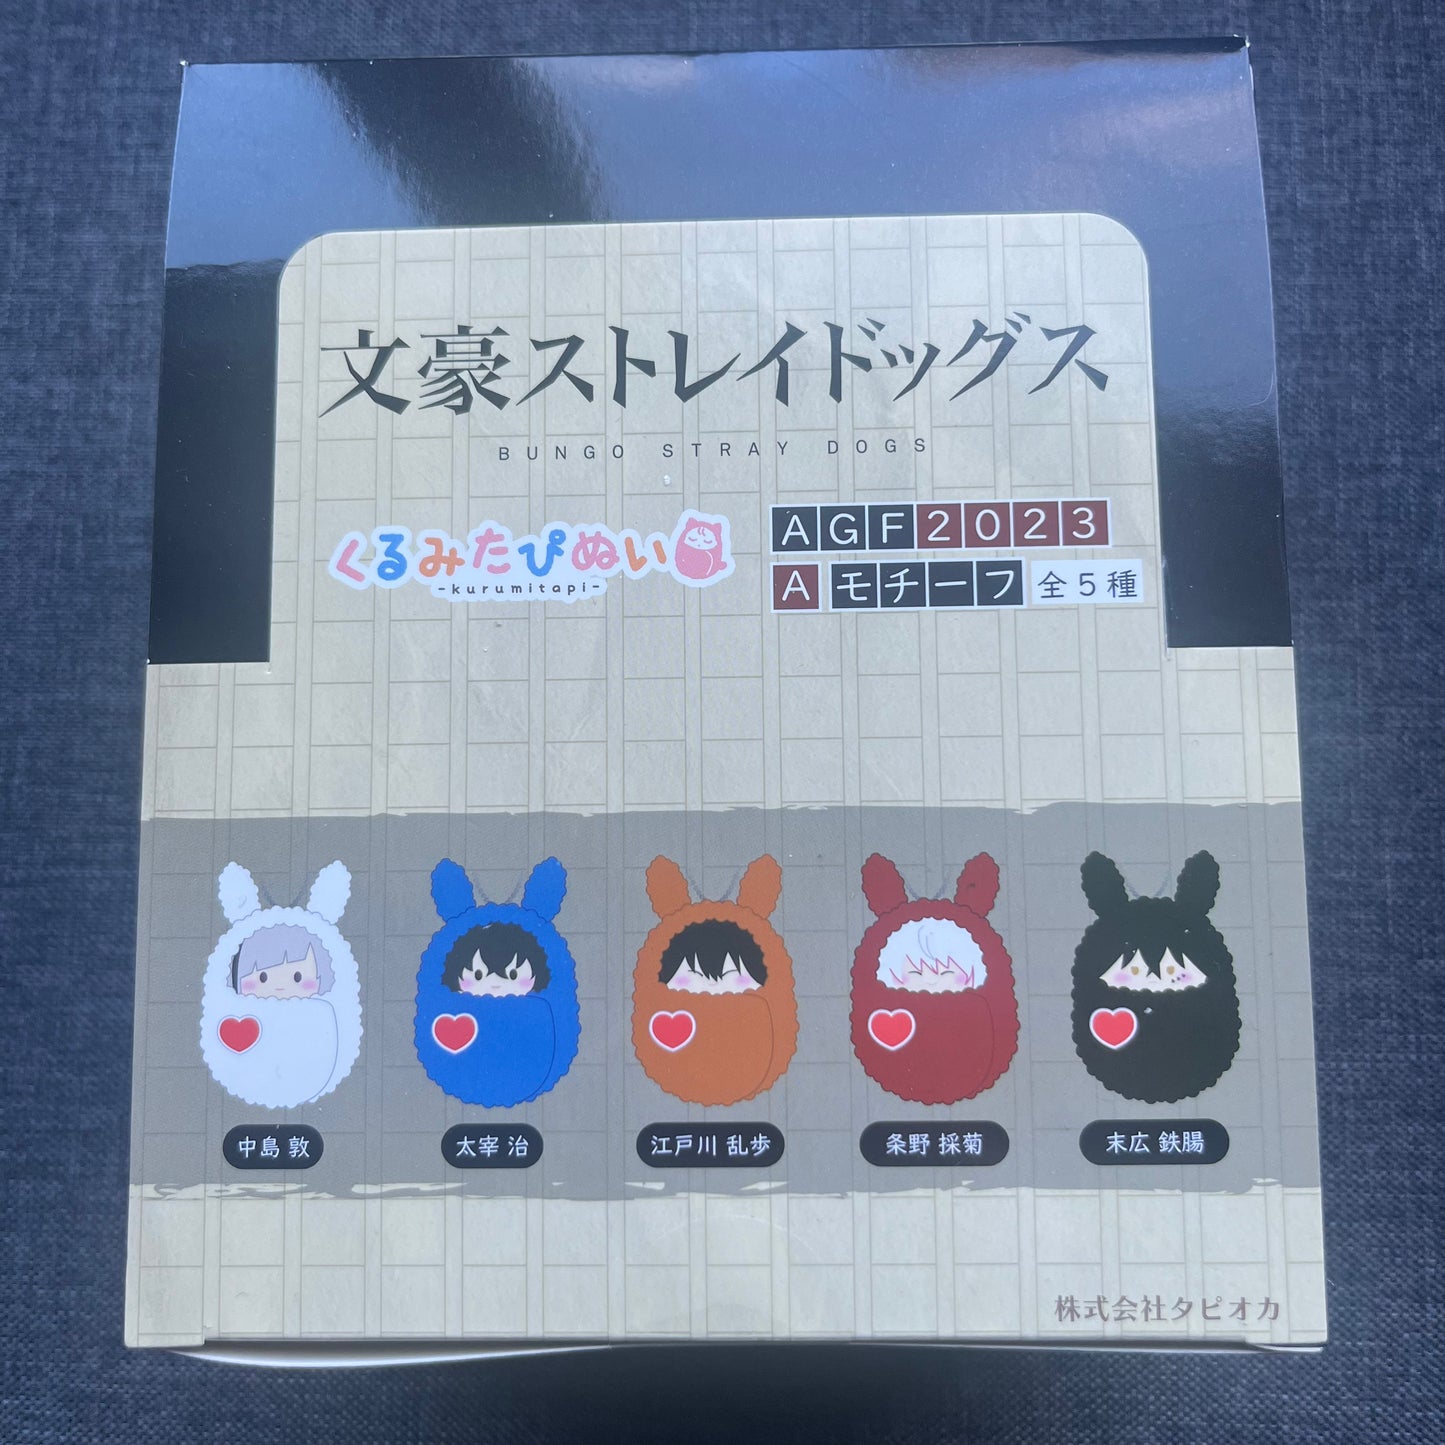 文豪ストレイドッグス
BUNGO STRAY DOGS
くるみたぴぬい
-kurumitapi-
AGF2023
A モチーフ 全5種
中島 敦
太宰 治
江戸川 乱歩
条野 採菊
末広 鉄腸
株式会社タピオカ